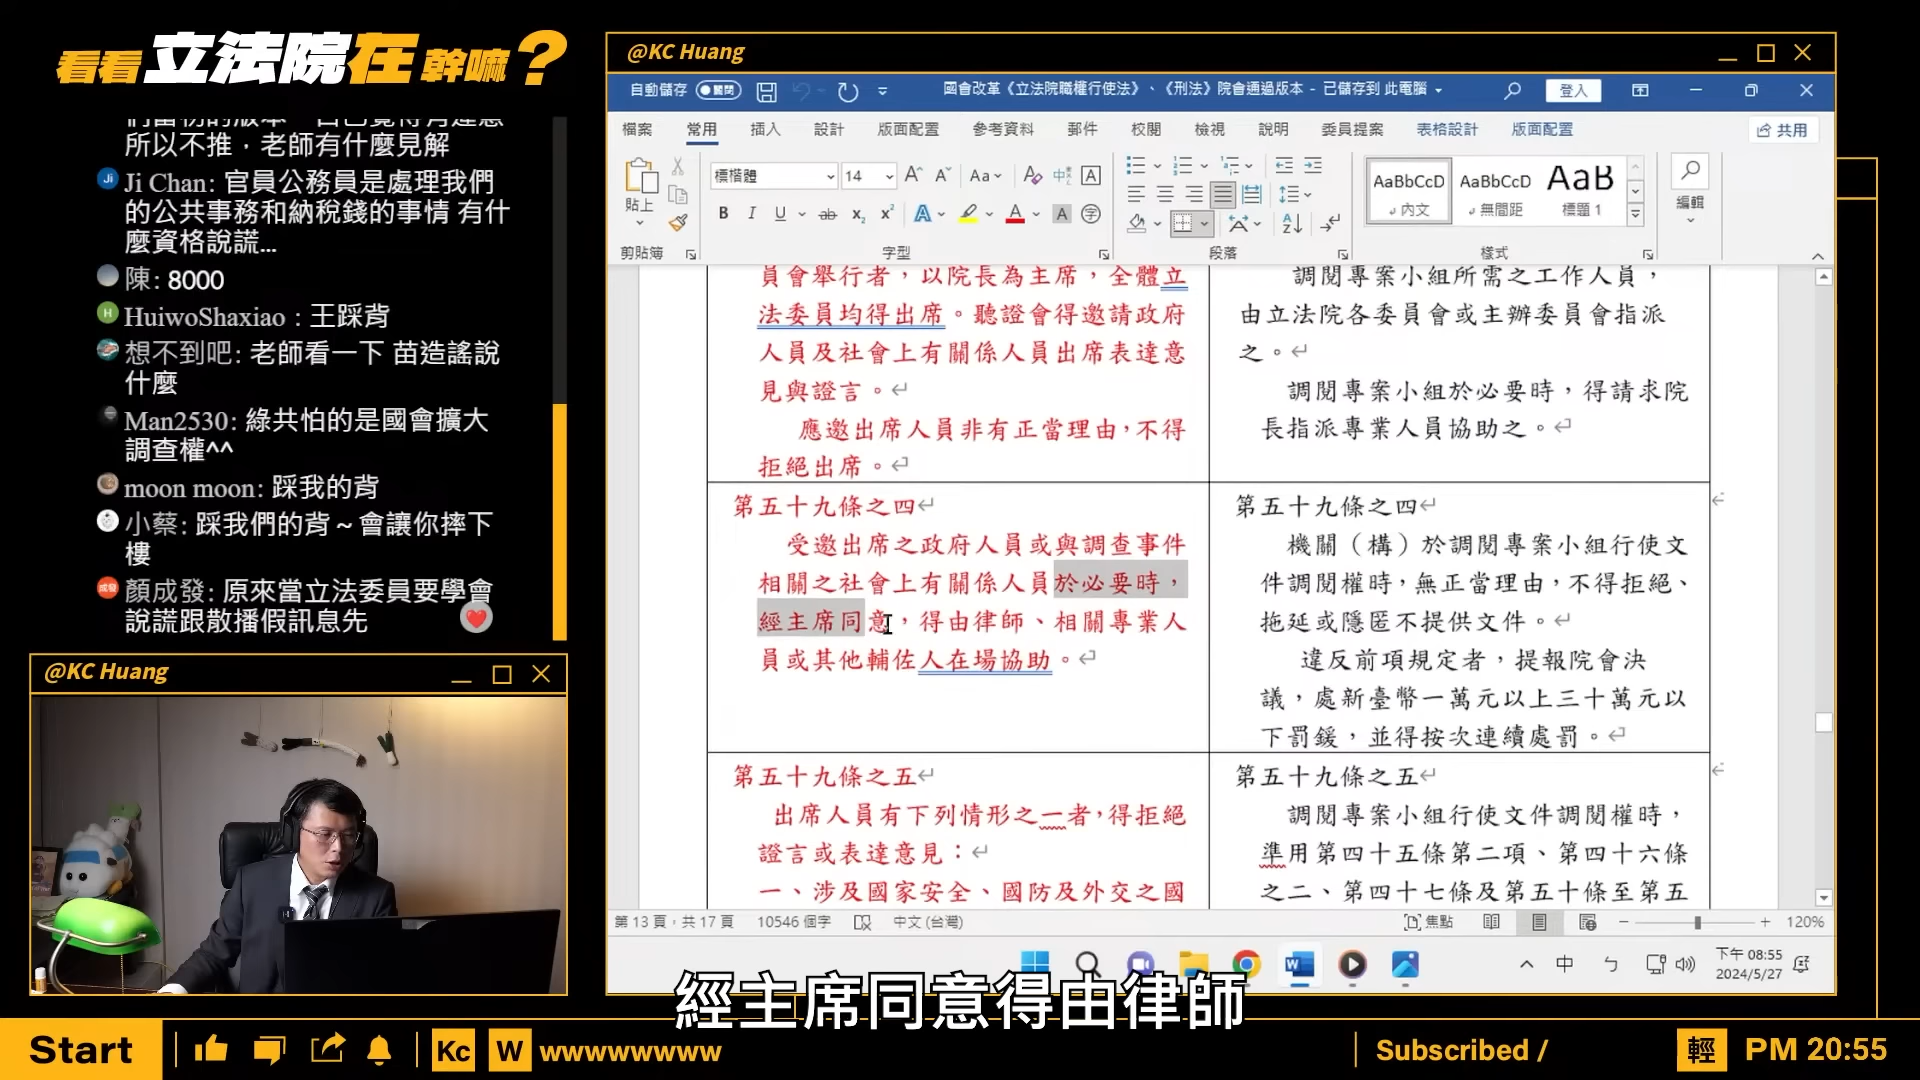 看看立法院在幹嘛?
所以不推,老師有什麼見解
Ji Chan: 官員公務員是處理我們
的公共事務和納稅錢的事情 有什
麼資格說謊...
陳: 8000
HuiwoShaxiao : 王踩背
想不到吧: 老師看一下 苗造謠說
什麼
Man2530: 綠共怕的是國會擴大
調查權^^
moon moon: 踩我的背
小蔡: 踩我們的背~會讓你摔下
樓
顏成發: 原來當立法委員要學會
說謊跟散播假訊息先
@KC Huang
@KC Huang
自動儲存 關閉 國會改革《立法院職權行使法》、《刑法》院會通過版本 - 已儲存到 此電腦 登入
檔案 常用 插入 設計 版面配置 參考資料 郵件 校閱 檢視 說明 委員提案 表格設計 版面配置 共用
貼上 標楷體 14 Aa AaBbCcD AaBbCcD AaB
B I U ab x₂ x² A A A 字 內文 無間距 標題 1 編輯
剪貼簿 字型 段落 樣式
員會舉行者,以院長為主席,全體立
法委員均得出席。聽證會得邀請政府
人員及社會上有關係人員出席表達意
見與證言。
應邀出席人員非有正當理由,不得
拒絕出席。
調閱專案小組所需之工作人員,
由立法院各委員會或主辦委員會指派
之。
調閱專案小組於必要時,得請求院
長指派專業人員協助之。
第五十九條之四
受邀出席之政府人員或與調查事件
相關之社會上有關係人員於必要時,
經主席同意,得由律師、相關專業人
員或其他輔佐人在場協助。
第五十九條之四
機關(構)於調閱專案小組行使文
件調閱權時,無正當理由,不得拒絕、
拖延或隱匿不提供文件。
違反前項規定者,提報院會決
議,處新臺幣一萬元以上三十萬元以
下罰鍰,並得按次連續處罰。
第五十九條之五
出席人員有下列情形之一者,得拒絕
證言或表達意見:
一、涉及國家安全、國防及外交之國
第五十九條之五
調閱專案小組行使文件調閱權時,
準用第四十五條第二項、第四十六條
之二、第四十七條及第五十條至第五
第 13 頁,共 17 頁 10546 個字 中文 (台灣) 焦點 120%
中 ㄅ 下午 08:55
2024/5/27
經主席同意得由律師
Start Kc W wwwwwwwww Subscribed / 輕 PM 20:55